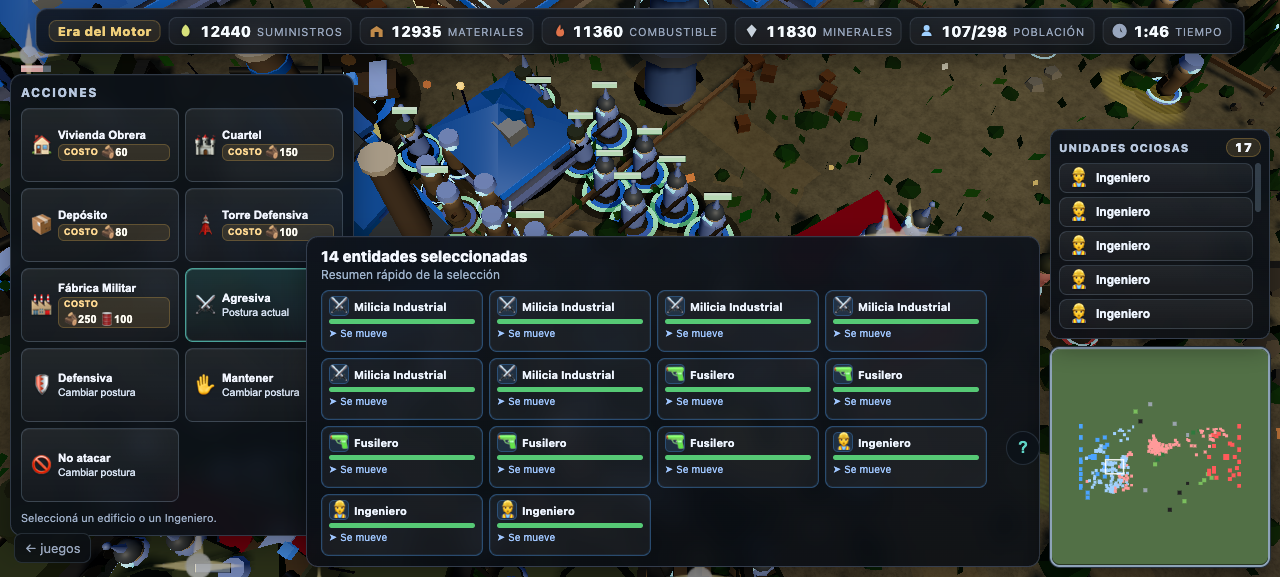 Era del Motor
12440 SUMINISTROS
12935 MATERIALES
11360 COMBUSTIBLE
11830 MINERALES
107/298 POBLACIÓN
1:46 TIEMPO
ACCIONES
Vivienda Obrera
COSTO 60
Cuartel
COSTO 150
Depósito
COSTO 80
Torre Defensiva
COSTO 100
Fábrica Militar
COSTO
250 100
Agresiva
Postura actual
Defensiva
Cambiar postura
Mantener
Cambiar postura
No atacar
Cambiar postura
Seleccioná un edificio o un Ingeniero.
← juegos
14 entidades seleccionadas
Resumen rápido de la selección
Milicia Industrial
➤ Se mueve
Milicia Industrial
➤ Se mueve
Milicia Industrial
➤ Se mueve
Milicia Industrial
➤ Se mueve
Milicia Industrial
➤ Se mueve
Milicia Industrial
➤ Se mueve
Fusilero
➤ Se mueve
Fusilero
➤ Se mueve
Fusilero
➤ Se mueve
Fusilero
➤ Se mueve
Fusilero
➤ Se mueve
Ingeniero
➤ Se mueve
Ingeniero
➤ Se mueve
Ingeniero
➤ Se mueve
?
UNIDADES OCIOSAS 17
Ingeniero
Ingeniero
Ingeniero
Ingeniero
Ingeniero